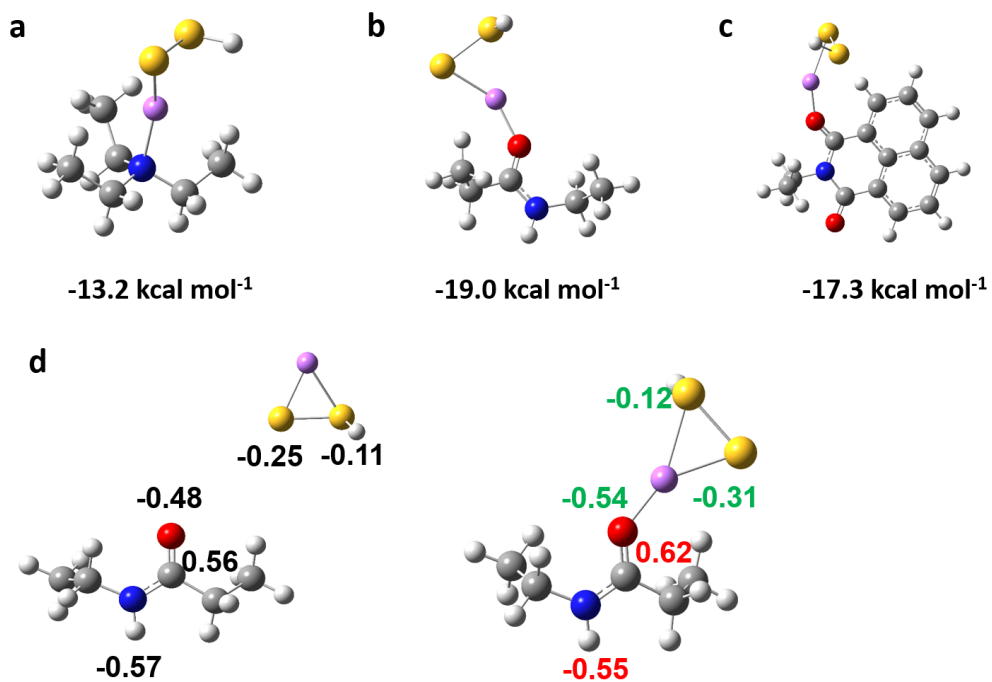 a
b
c
-13.2 kcal mol-1
-19.0 kcal mol-1
-17.3 kcal mol-1
d
-0.25
-0.11
-0.48
0.56
-0.57
-0.12
-0.54
-0.31
0.62
-0.55